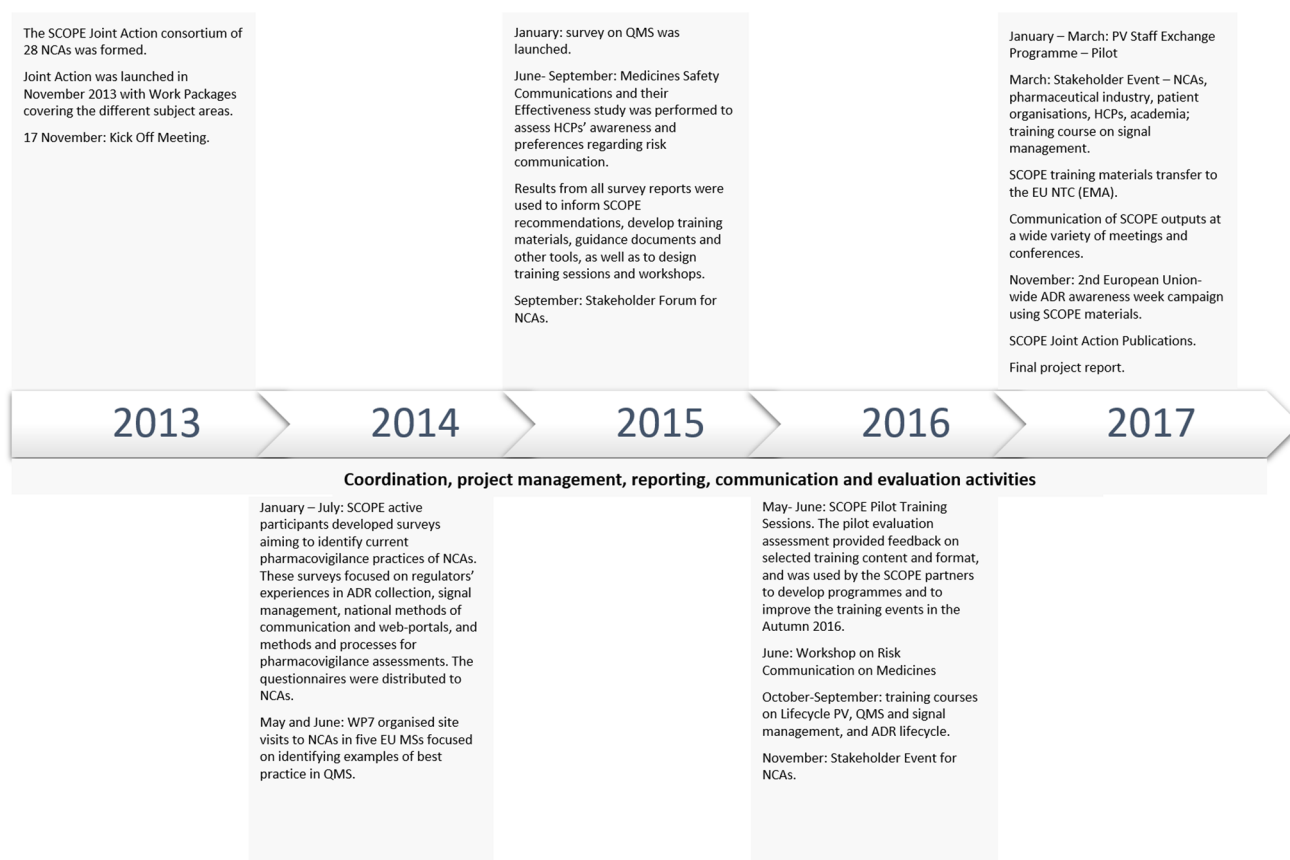 The SCOPE Joint Action consortium of
28 NCAs was formed.
Joint Action was launched in
November 2013 with Work Packages
covering the different subject areas.
17 November: Kick Off Meeting.
January: survey on QMS was
launched.
June- September: Medicines Safety
Communications and their
Effectiveness study was performed to
assess HCPs’ awareness and
preferences regarding risk
communication.
Results from all survey reports were
used to inform SCOPE
recommendations, develop training
materials, guidance documents and
other tools, as well as to design
training sessions and workshops.
September: Stakeholder Forum for
NCAs.
January – March: PV Staff Exchange
Programme – Pilot
March: Stakeholder Event – NCAs,
pharmaceutical industry, patient
organisations, HCPs, academia;
training course on signal
management.
SCOPE training materials transfer to
the EU NTC (EMA).
Communication of SCOPE outputs at
a wide variety of meetings and
conferences.
November: 2nd European Union-
wide ADR awareness week campaign
using SCOPE materials.
SCOPE Joint Action Publications.
Final project report.
2013
2014
2015
2016
2017
Coordination, project management, reporting, communication and evaluation activities
January – July: SCOPE active
participants developed surveys
aiming to identify current
pharmacovigilance practices of NCAs.
These surveys focused on regulators’
experiences in ADR collection, signal
management, national methods of
communication and web-portals, and
methods and processes for
pharmacovigilance assessments. The
questionnaires were distributed to
NCAs.
May and June: WP7 organised site
visits to NCAs in five EU MSs focused
on identifying examples of best
practice in QMS.
May- June: SCOPE Pilot Training
Sessions. The pilot evaluation
assessment provided feedback on
selected training content and format,
and was used by the SCOPE partners
to develop programmes and to
improve the training events in the
Autumn 2016.
June: Workshop on Risk
Communication on Medicines
October-September: training courses
on Lifecycle PV, QMS and signal
management, and ADR lifecycle.
November: Stakeholder Event for
NCAs.